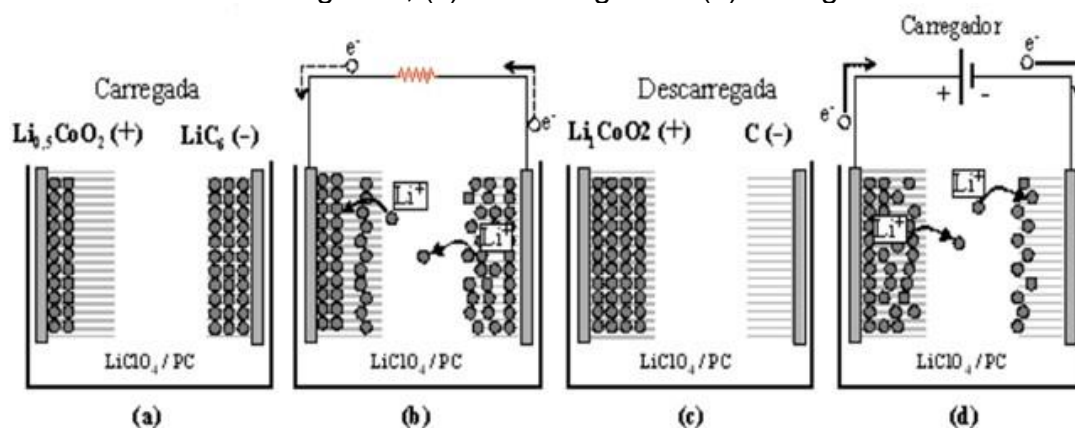 Carregador
e⁻
e⁻
Carregada
e⁻
Descarregada
+ -
e⁻
Li₀,₅CoO₂ (+) LiC₆ (-)
Li₁CoO2 (+) C (-)
Li⁺
Li⁺
Li⁺
Li⁺
LiClO₄/PC
LiClO₄/PC
LiClO₄/PC
LiClO₄/PC
(a)
(b)
(c)
(d)